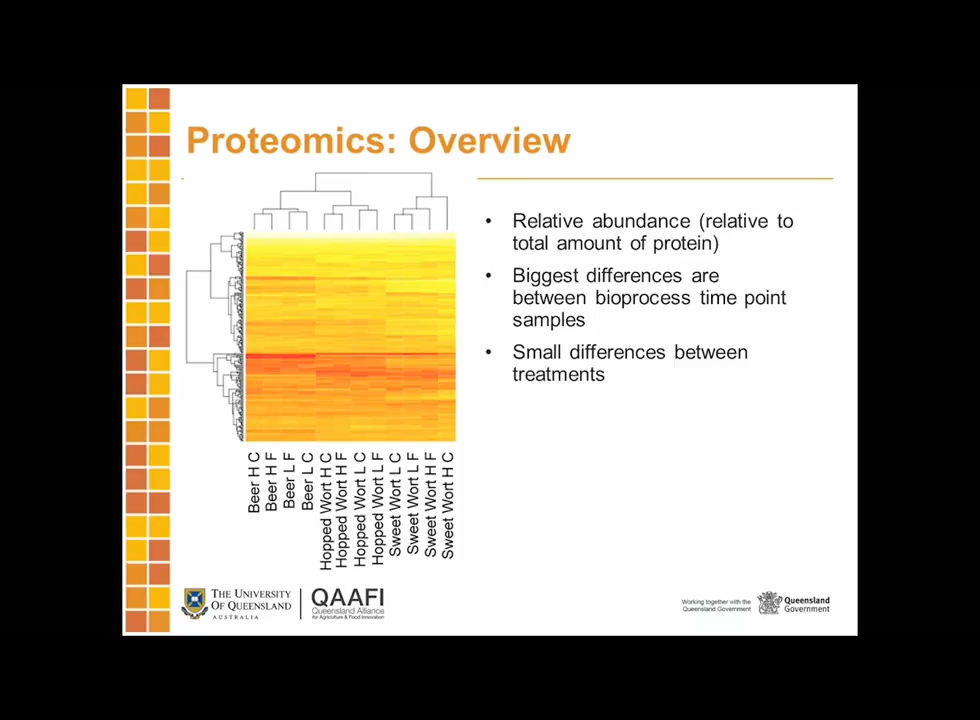 Proteomics: Overview
• Relative abundance (relative to
total amount of protein)
• Biggest differences are
between bioprocess time point
samples
• Small differences between
treatments
Beer H C
Beer H F
Beer L F
Beer L C
Hopped Wort H C
Hopped Wort H F
Hopped Wort L C
Hopped Wort L F
Sweet Wort L C
Sweet Wort L F
Sweet Wort H F
Sweet Wort H C
THE UNIVERSITY
OF QUEENSLAND
AUSTRALIA
QAAFI
Queensland Alliance
for Agriculture & Food Innovation
Working together with the
Queensland Government
Queensland
Government